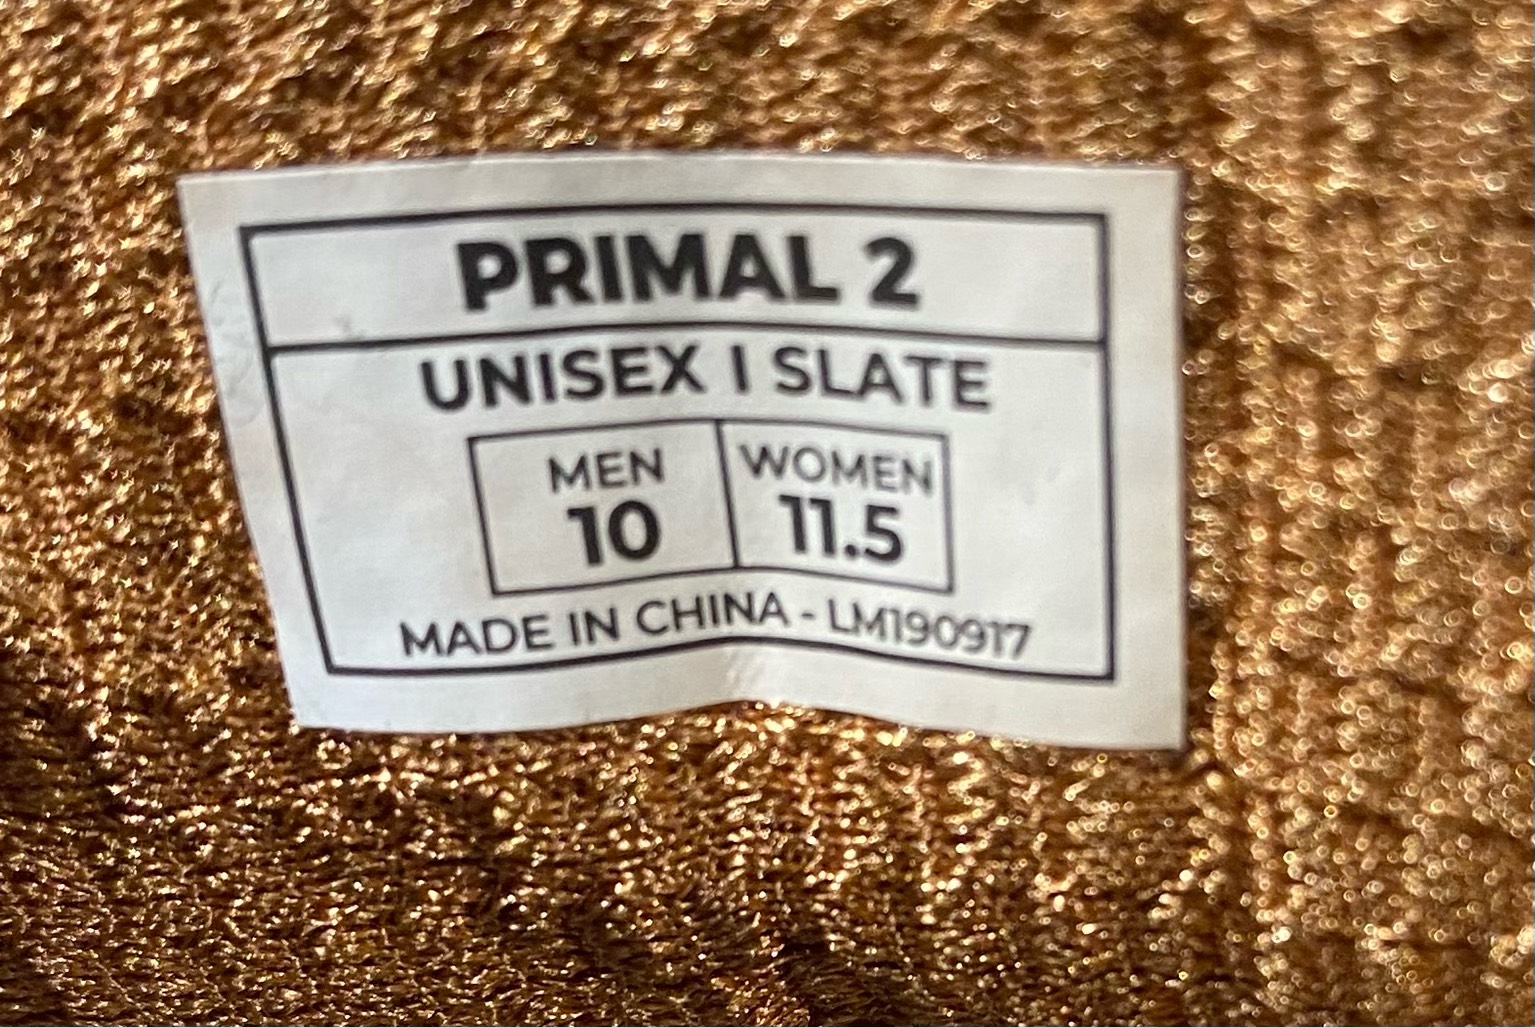 PRIMAL 2
UNISEX | SLATE
MEN WOMEN
10 11.5
MADE IN CHINA - LM190917